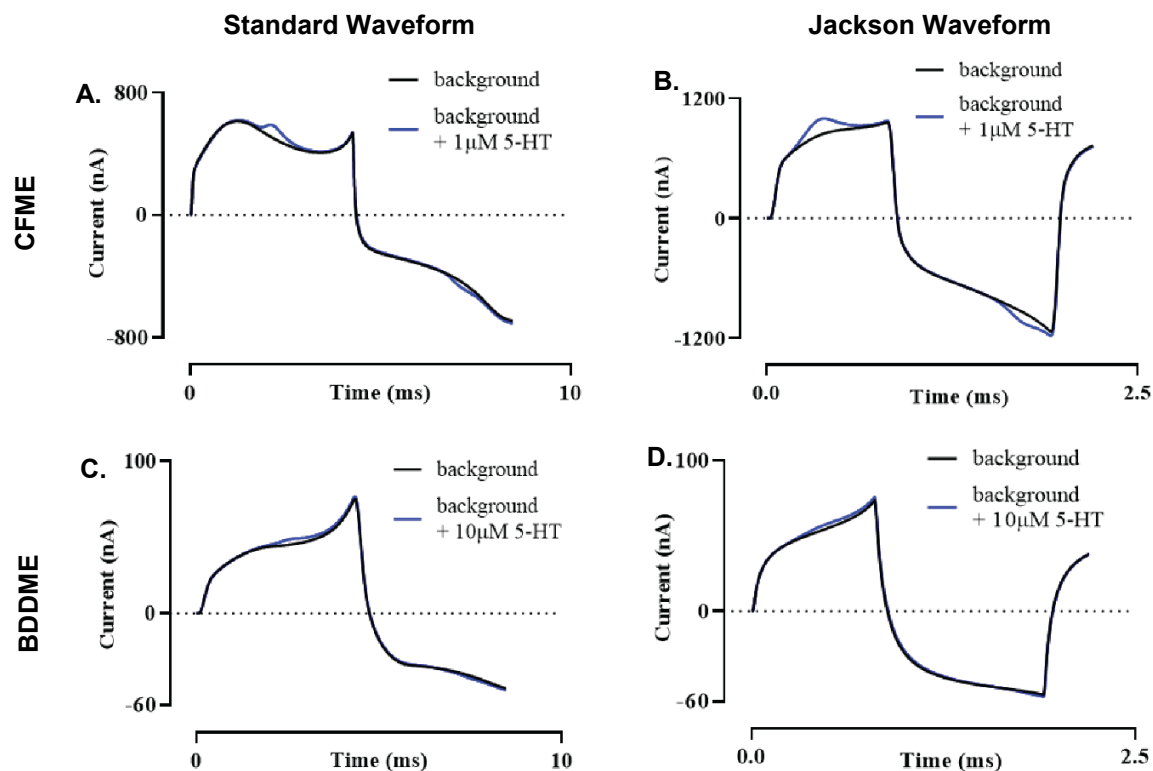 Standard Waveform
Jackson Waveform
CFME
BDDME
A.
800
0
-800
Current (nA)
background
background
+ 1μM 5-HT
0
Time (ms)
10
B.
1200
0
-1200
Current (nA)
background
background
+ 1μM 5-HT
0.0
Time (ms)
2.5
C.
100
0
-60
Current (nA)
background
background
+ 10μM 5-HT
0
Time (ms)
10
D.
100
0
-60
Current (nA)
background
background
+ 10μM 5-HT
0.0
Time (ms)
2.5